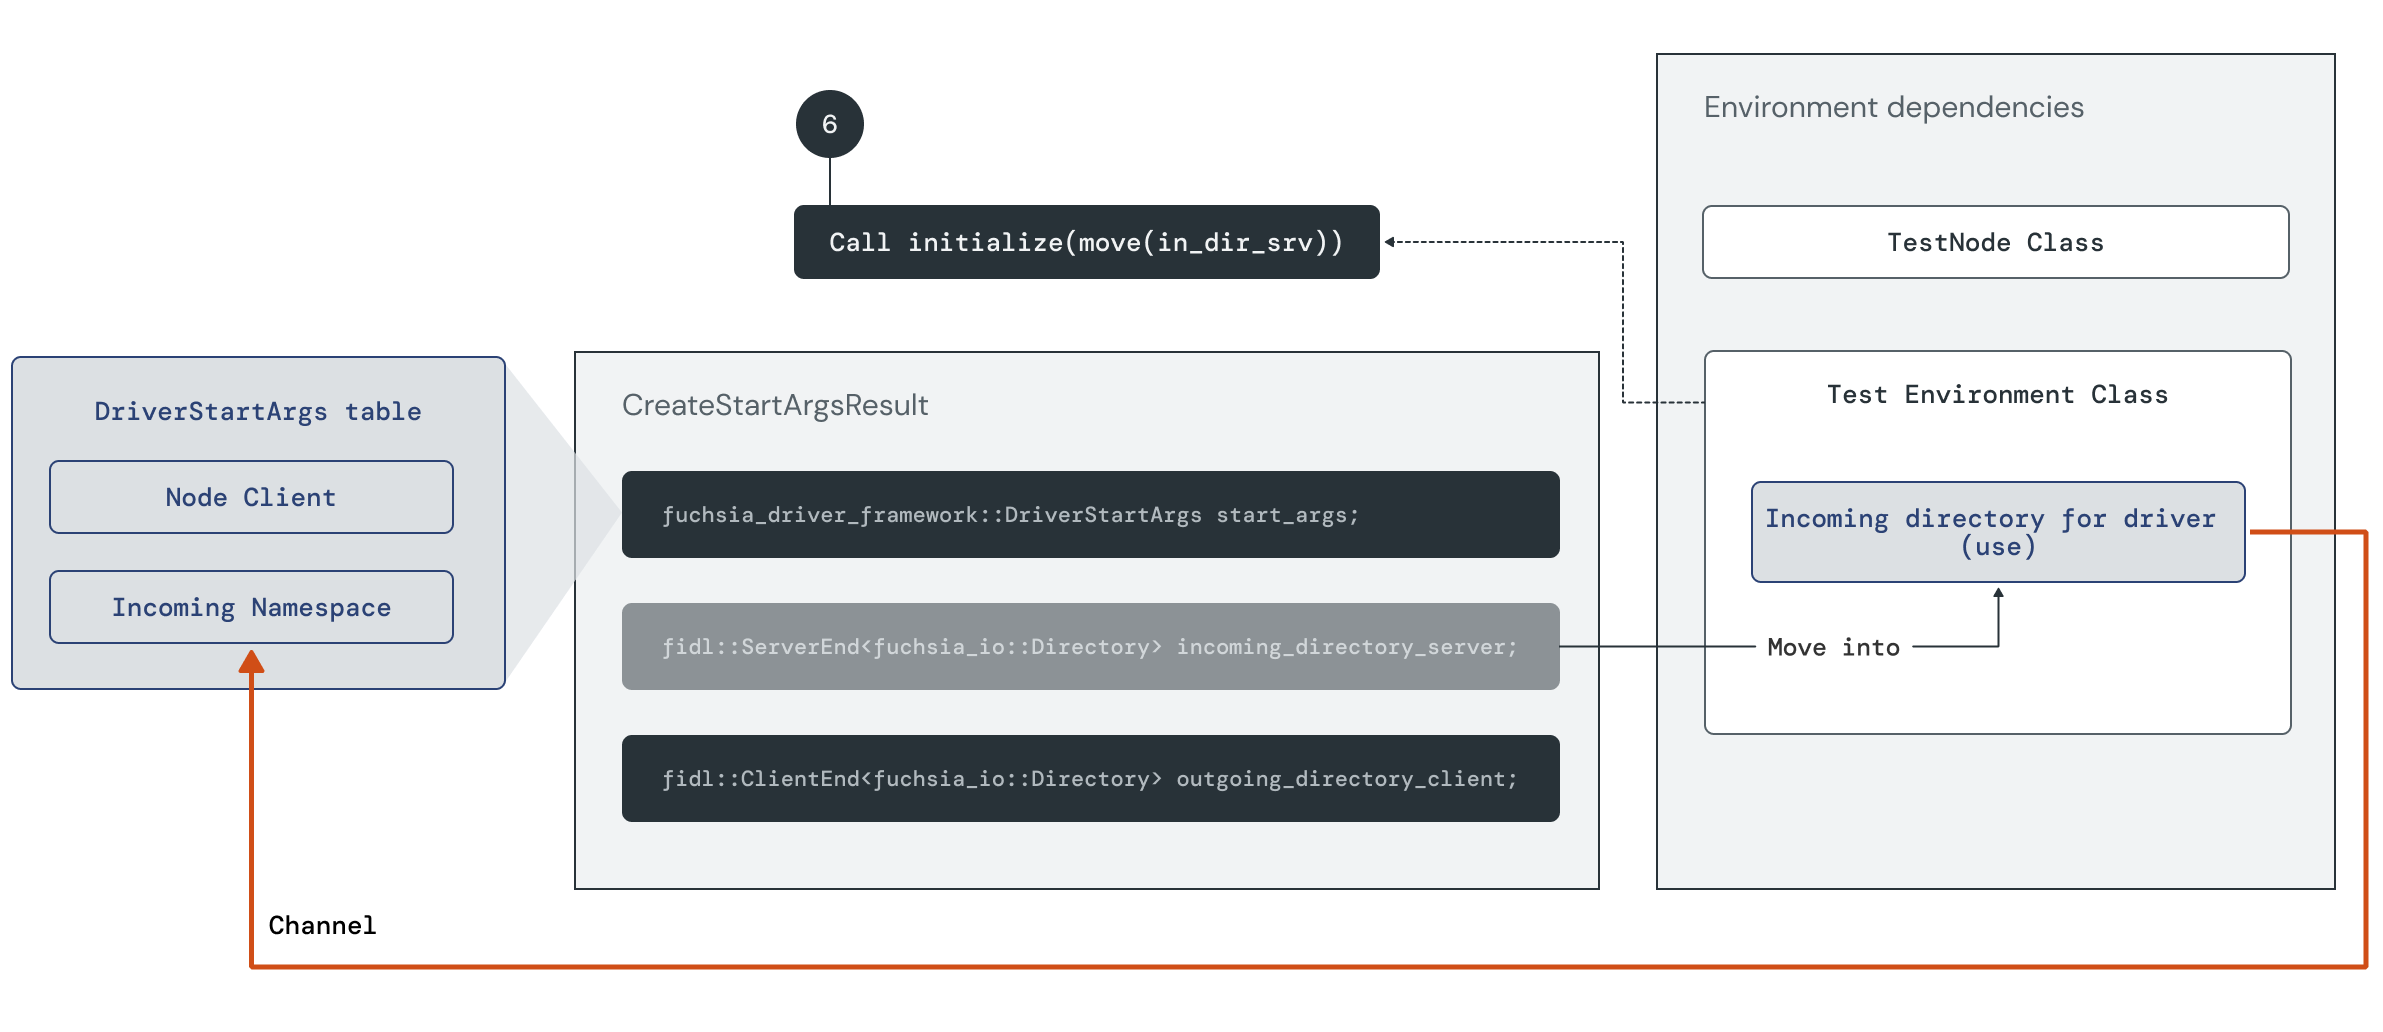 6
Call initialize(move(in_dir_srv))
DriverStartArgs table
Node Client
Incoming Namespace
CreateStartArgsResult
fuchsia_driver_framework::DriverStartArgs start_args;
fidl::ServerEnd<fuchsia_io::Directory> incoming_directory_server;
fidl::ClientEnd<fuchsia_io::Directory> outgoing_directory_client;
Environment dependencies
TestNode Class
Test Environment Class
Incoming directory for driver
(use)
Move into
Channel